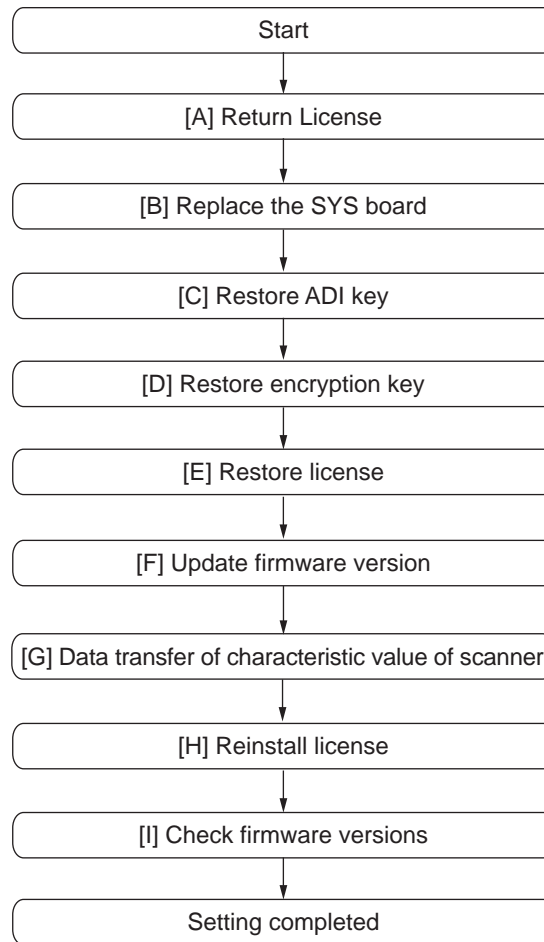 Start
[A] Return License
[B] Replace the SYS board
[C] Restore ADI key
[D] Restore encryption key
[E] Restore license
[F] Update firmware version
[G] Data transfer of characteristic value of scanner
[H] Reinstall license
[I] Check firmware versions
Setting completed